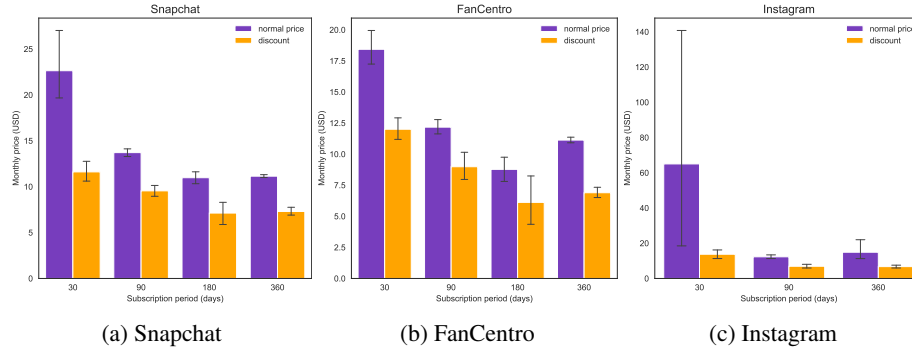 Snapchat
normal price
discount
Monthly price (USD)
25
20
15
10
5
0
30 90 180 360
Subscription period (days)
(a) Snapchat
FanCentro
normal price
discount
Monthly price (USD)
20.0
17.5
15.0
12.5
10.0
7.5
5.0
2.5
0.0
30 90 180 360
Subscription period (days)
(b) FanCentro
Instagram
normal price
discount
Monthly price (USD)
140
120
100
80
60
40
20
0
30 90 360
Subscription period (days)
(c) Instagram